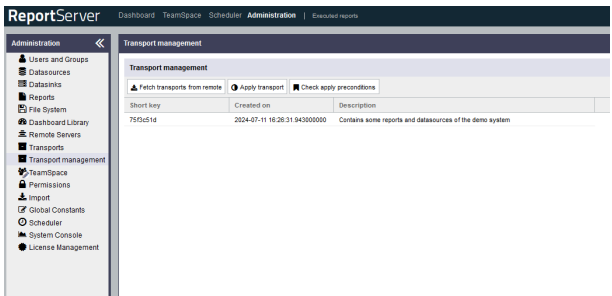 ReportServer
Dashboard TeamSpace Scheduler Administration | Executed reports
Administration
Transport management
Users and Groups
Datasources
Datasinks
Reports
File System
Dashboard Library
Remote Servers
Transports
Transport management
TeamSpace
Permissions
Import
Global Constants
Scheduler
System Console
License Management
Transport management
Fetch transports from remote Apply transport Check apply preconditions
Short key Created on Description
75f3c51d 2024-07-11 16:26:31.943000000 Contains some reports and datasources of the demo system